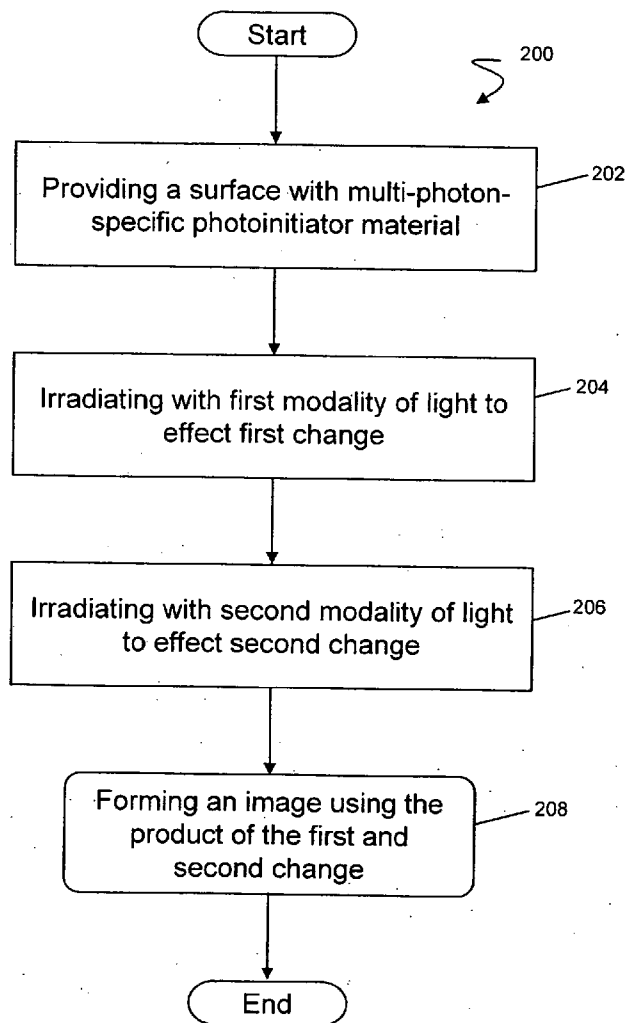 Start
200
Providing a surface with multi-photon-
specific photoinitiator material
202
Irradiating with first modality of light to
effect first change
204
Irradiating with second modality of light
to effect second change
206
Forming an image using the
product of the first and
second change
208
End